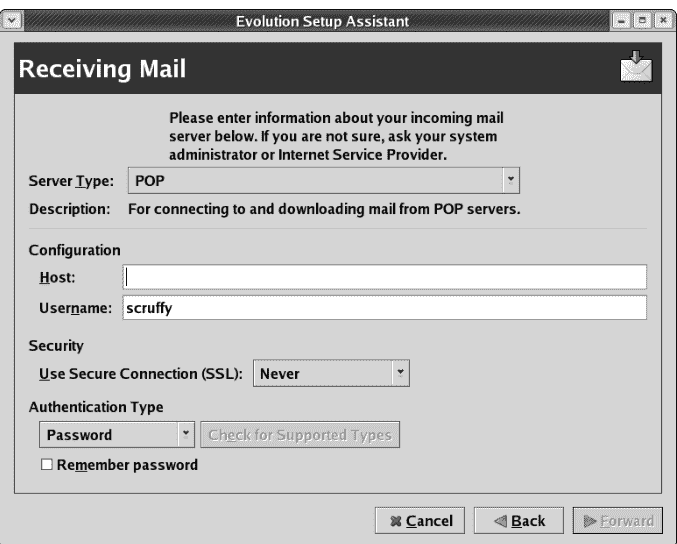 Evolution Setup Assistant
Receiving Mail
Please enter information about your incoming mail
server below. If you are not sure, ask your system
administrator or Internet Service Provider.
Server Type: POP
Description: For connecting to and downloading mail from POP servers.
Configuration
Host:
Username: scruffy
Security
Use Secure Connection (SSL): Never
Authentication Type
Password Check for Supported Types
Remember password
Cancel Back Forward